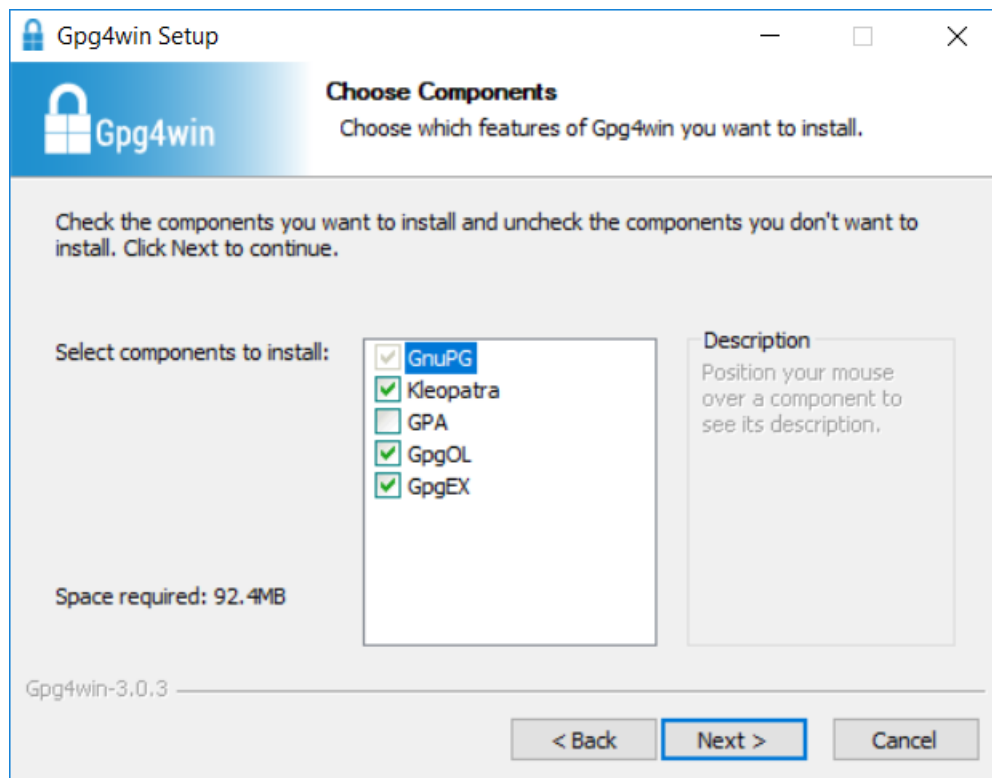 Gpg4win Setup
Gpg4win
Choose Components
Choose which features of Gpg4win you want to install.
Check the components you want to install and uncheck the components you don't want to
install. Click Next to continue.
Select components to install:
GnuPG
Kleopatra
GPA
GpgOL
GpgEX
Description
Position your mouse
over a component to
see its description.
Space required: 92.4MB
Gpg4win-3.0.3
< Back
Next >
Cancel